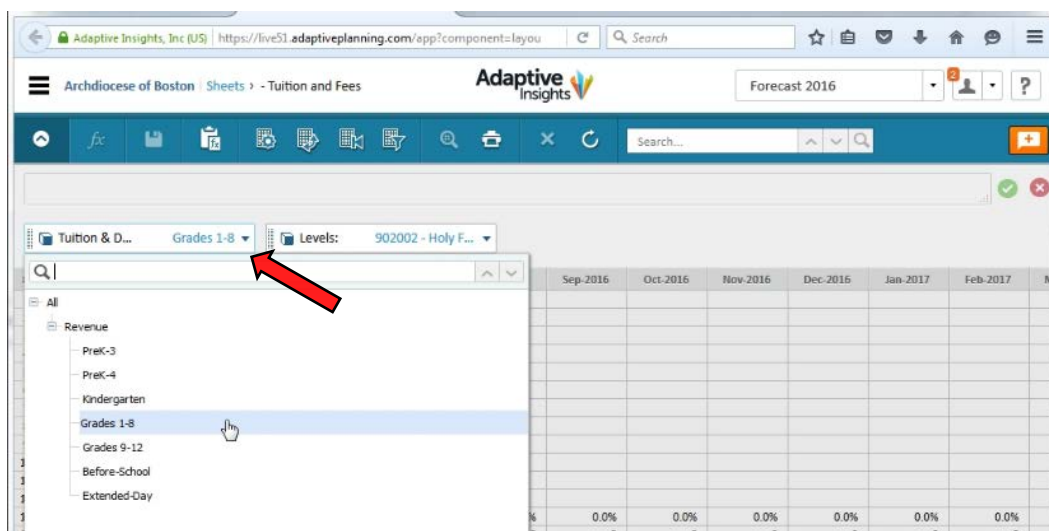 Adaptive Insights, Inc (US) https://live51.adaptiveplanning.com/app?component=layou Search
Archdiocese of Boston Sheets › - Tuition and Fees Adaptive Insights Forecast 2016 2 ?
fx fx Search...
Tuition & D... Grades 1-8 Levels: 902002 - Holy F...
Sep-2016 Oct-2016 Nov-2016 Dec-2016 Jan-2017 Feb-2017
All
Revenue
PreK-3
PreK-4
Kindergarten
Grades 1-8
Grades 9-12
Before-School
Extended-Day
% 0.0% 0.0% 0.0% 0.0% 0.0% 0.0%